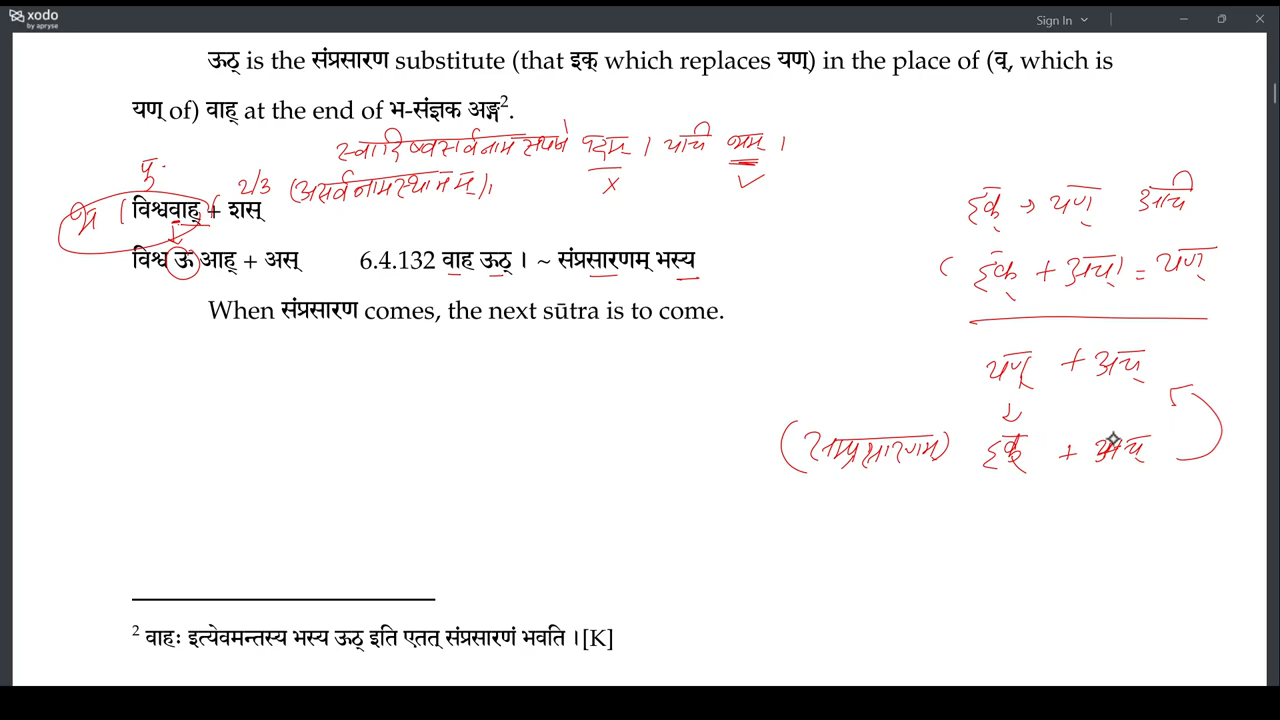 xodo
by apryse
Sign In
ऊठ् is the संप्रसारण substitute (that इक् which replaces यण्) in the place of (व्, which is
यण् of) वाह् at the end of भ-संज्ञक अङ्ग².
स्वादिष्वसर्वनामस्थाने पदम् । यचि भम् ।
पुं. 2/3 (असर्वनामस्थानम्) ।
भ ( विश्ववाह् + शस्
विश्व ऊ आह् + अस् 6.4.132 वाह ऊठ् । ~ संप्रसारणम् भस्य
When संप्रसारण comes, the next sūtra is to come.
इक् → यण् अचि
( इक् + अच्) = यण्
यण् + अच्
(सम्प्रसारणम्) इक् + अच्
² वाहः इत्येवमन्तस्य भस्य ऊठ् इति एतत् संप्रसारणं भवति । [K]